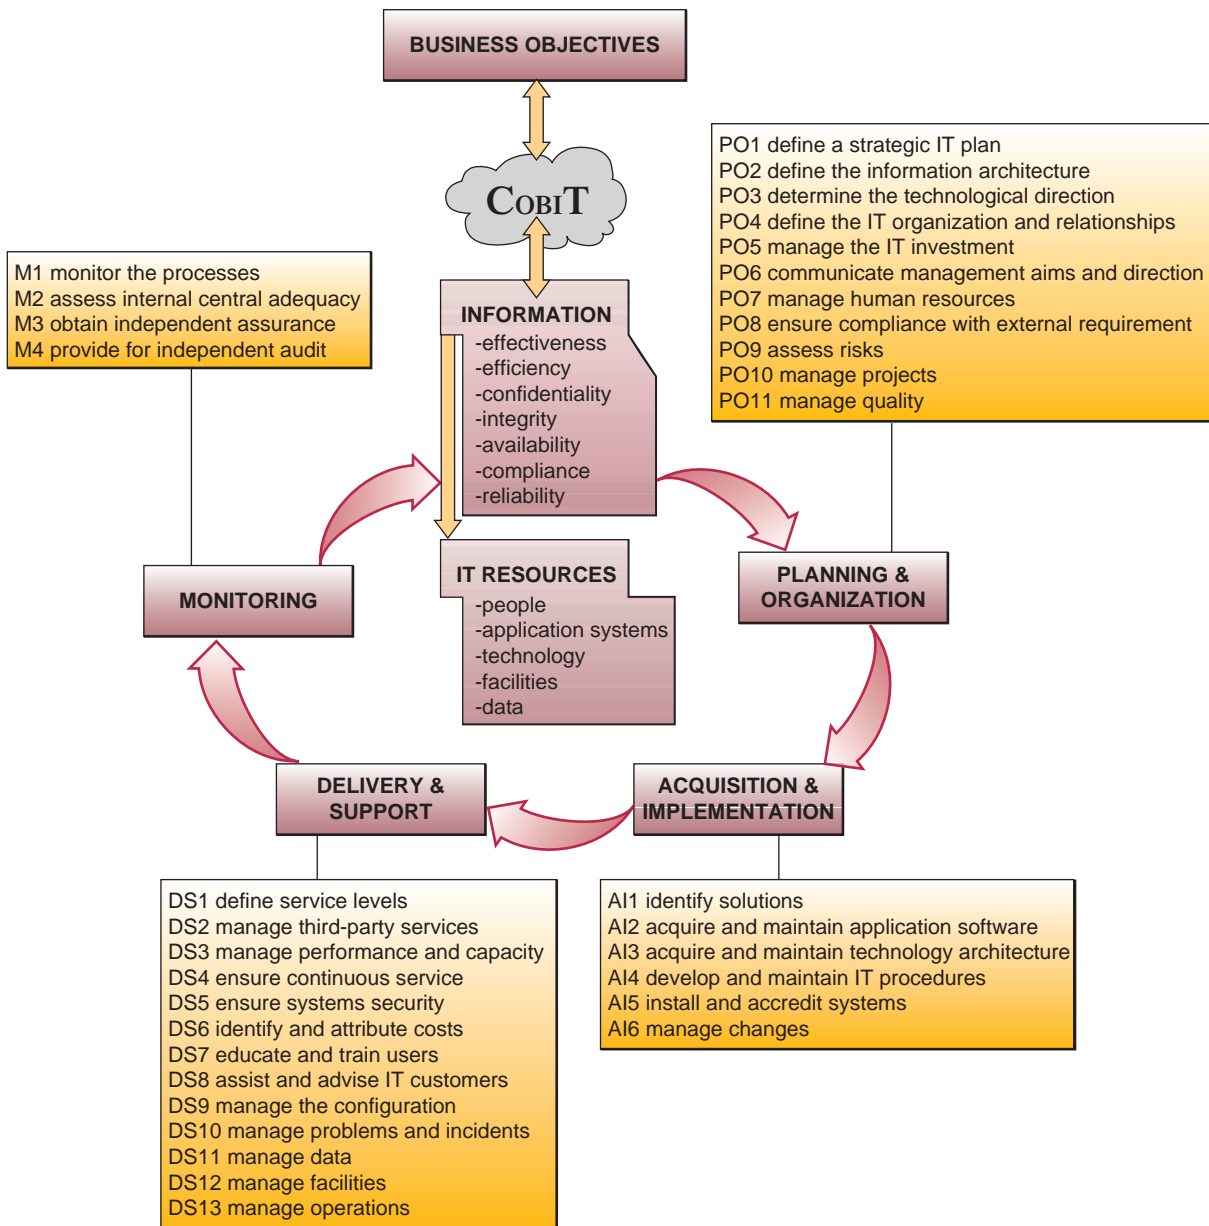 BUSINESS OBJECTIVES
COBIT
PO1 define a strategic IT plan
PO2 define the information architecture
PO3 determine the technological direction
PO4 define the IT organization and relationships
PO5 manage the IT investment
PO6 communicate management aims and direction
PO7 manage human resources
PO8 ensure compliance with external requirement
PO9 assess risks
PO10 manage projects
PO11 manage quality
M1 monitor the processes
M2 assess internal central adequacy
M3 obtain independent assurance
M4 provide for independent audit
INFORMATION
-effectiveness
-efficiency
-confidentiality
-integrity
-availability
-compliance
-reliability
IT RESOURCES
-people
-application systems
-technology
-facilities
-data
MONITORING
PLANNING &
ORGANIZATION
DELIVERY &
SUPPORT
ACQUISITION &
IMPLEMENTATION
DS1 define service levels
DS2 manage third-party services
DS3 manage performance and capacity
DS4 ensure continuous service
DS5 ensure systems security
DS6 identify and attribute costs
DS7 educate and train users
DS8 assist and advise IT customers
DS9 manage the configuration
DS10 manage problems and incidents
DS11 manage data
DS12 manage facilities
DS13 manage operations
AI1 identify solutions
AI2 acquire and maintain application software
AI3 acquire and maintain technology architecture
AI4 develop and maintain IT procedures
AI5 install and accredit systems
AI6 manage changes